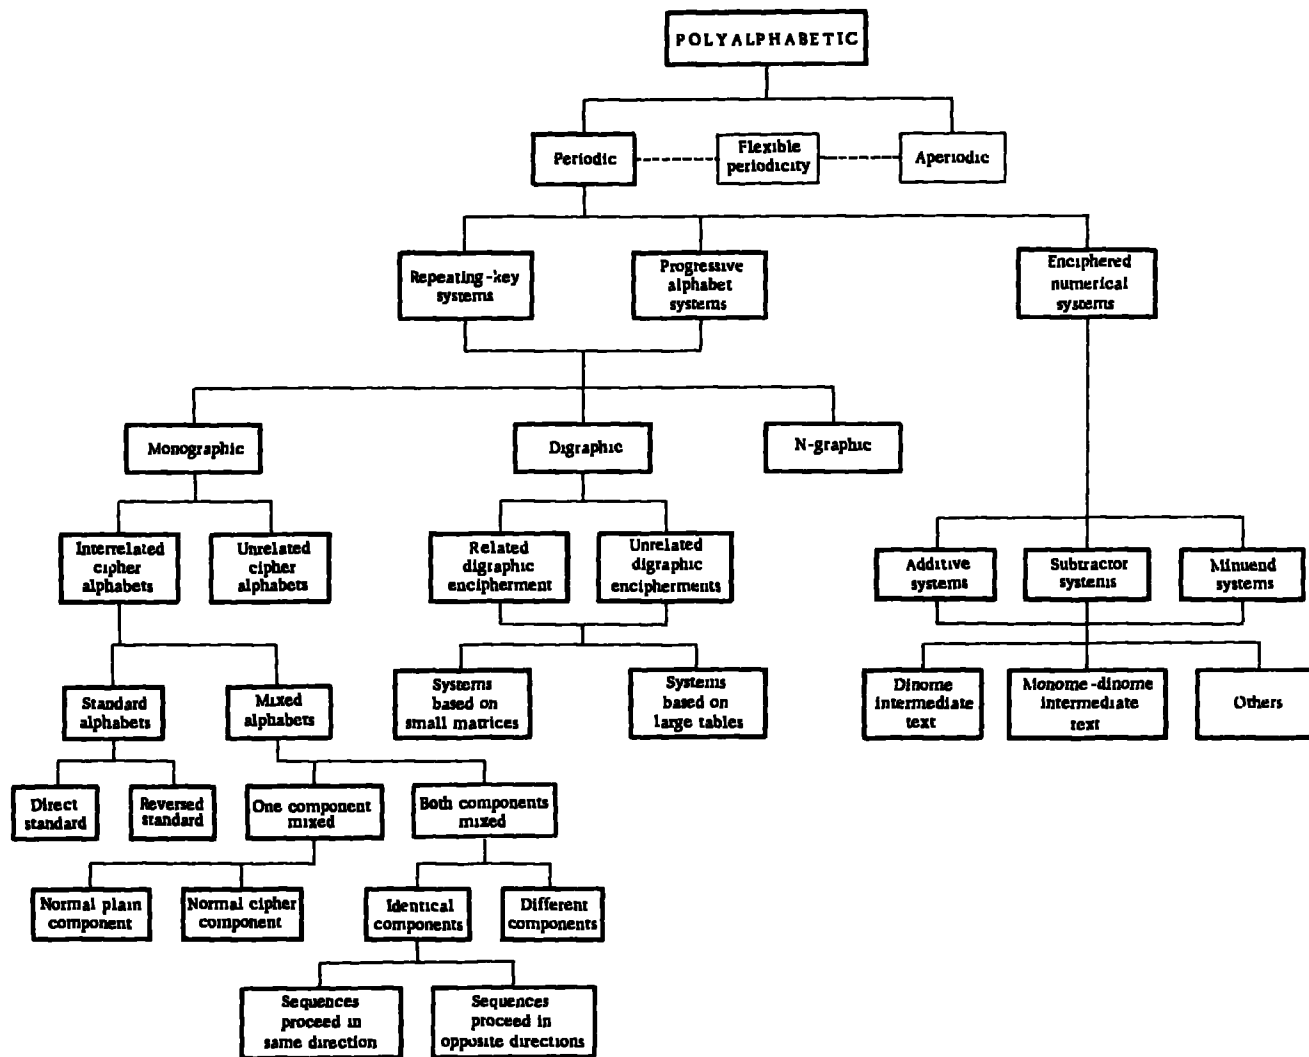 POLYALPHABETIC
Periodic
Flexible
periodicity
Aperiodic
Repeating-key
systems
Progressive
alphabet
systems
Enciphered
numerical
systems
Monographic
Digraphic
N-graphic
Interrelated
cipher
alphabets
Unrelated
cipher
alphabets
Related
digraphic
encipherment
Unrelated
digraphic
encipherments
Additive
systems
Subtractor
systems
Minuend
systems
Standard
alphabets
Mixed
alphabets
Systems
based on
small matrices
Systems
based on
large tables
Dinome
intermediate
text
Monome-dinome
intermediate
text
Others
Direct
standard
Reversed
standard
One component
mixed
Both components
mixed
Normal plain
component
Normal cipher
component
Identical
components
Different
components
Sequences
proceed in
same direction
Sequences
proceed in
opposite directions